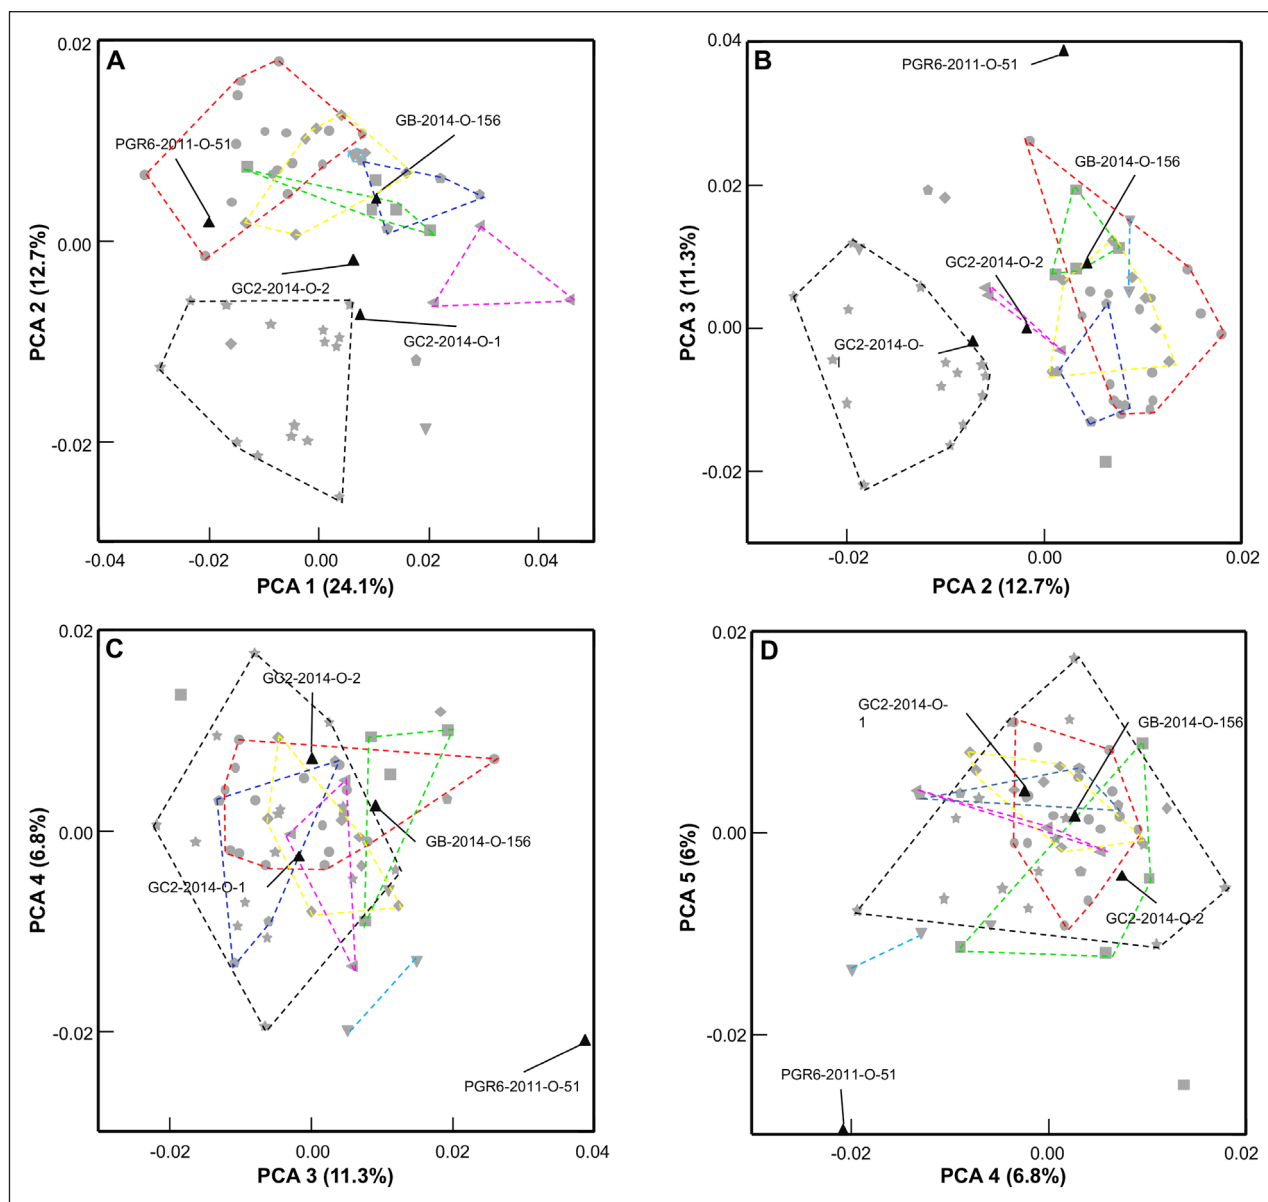 A
0.02
0.00
-0.02
PCA 2 (12.7%)
PGR6-2011-O-51
GB-2014-O-156
GC2-2014-O-2
GC2-2014-O-1
-0.04
-0.02
0.00
0.02
0.04
PCA 1 (24.1%)
B
0.04
0.02
0.00
-0.02
PCA 3 (11.3%)
PGR6-2011-O-51
GB-2014-O-156
GC2-2014-O-2
GC2-2014-O-
1
-0.02
0.00
0.02
PCA 2 (12.7%)
C
0.02
0.00
-0.02
PCA 4 (6.8%)
GC2-2014-O-2
GB-2014-O-156
GC2-2014-O-1
PGR6-2011-O-51
-0.02
0.00
0.02
0.04
PCA 3 (11.3%)
D
0.02
0.00
-0.02
PCA 5 (6%)
GC2-2014-O-
1
GB-2014-O-156
GC2-2014-O-2
PGR6-2011-O-51
-0.02
0.00
0.02
PCA 4 (6.8%)